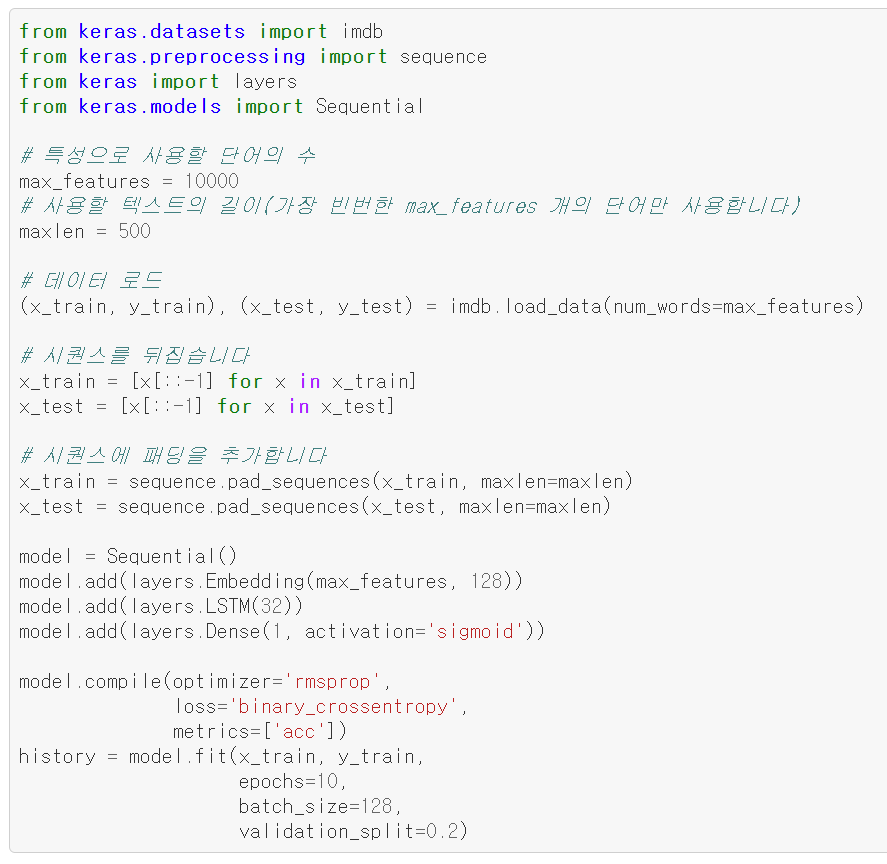 from keras.datasets import imdb
from keras.preprocessing import sequence
from keras import layers
from keras.models import Sequential

# 특성으로 사용할 단어의 수
max_features = 10000
# 사용할 텍스트의 길이(가장 빈번한 max_features 개의 단어만 사용합니다)
maxlen = 500

# 데이터 로드
(x_train, y_train), (x_test, y_test) = imdb.load_data(num_words=max_features)

# 시퀀스를 뒤집습니다
x_train = [x[::-1] for x in x_train]
x_test = [x[::-1] for x in x_test]

# 시퀀스에 패딩을 추가합니다
x_train = sequence.pad_sequences(x_train, maxlen=maxlen)
x_test = sequence.pad_sequences(x_test, maxlen=maxlen)

model = Sequential()
model.add(layers.Embedding(max_features, 128))
model.add(layers.LSTM(32))
model.add(layers.Dense(1, activation='sigmoid'))

model.compile(optimizer='rmsprop',
              loss='binary_crossentropy',
              metrics=['acc'])
history = model.fit(x_train, y_train,
                    epochs=10,
                    batch_size=128,
                    validation_split=0.2)